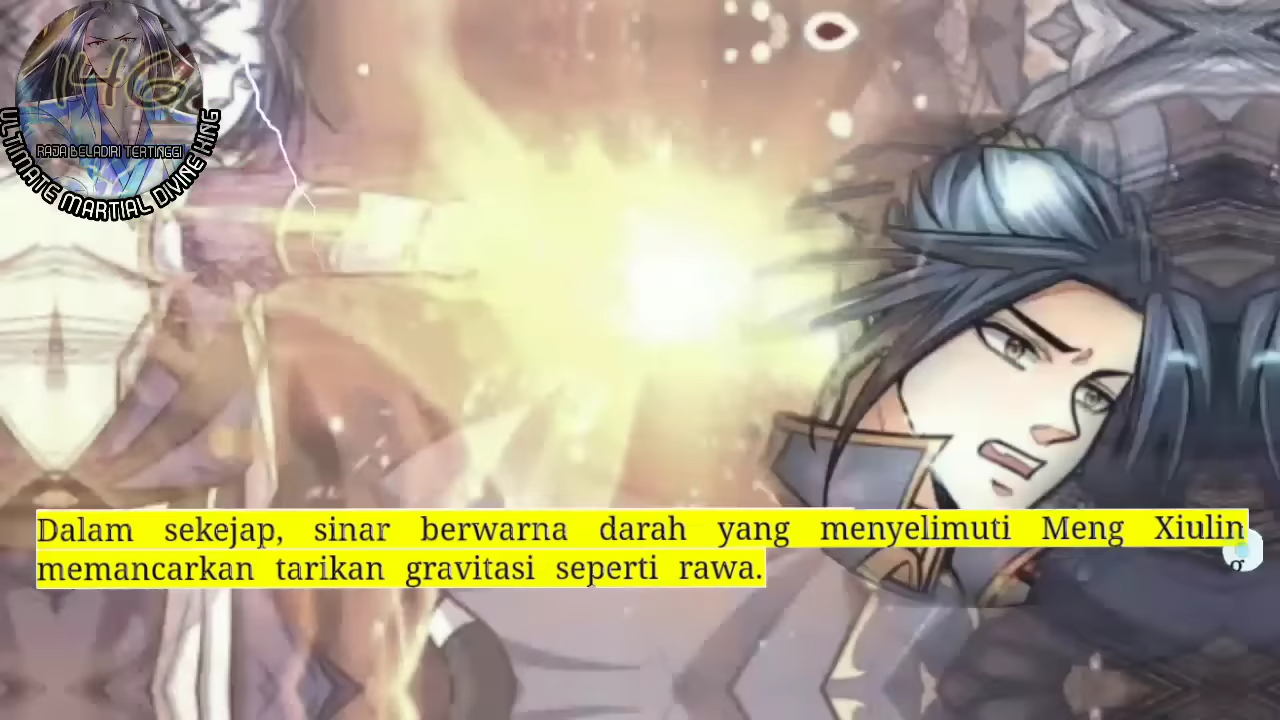 146
RAJA BELADIRI TERTINGGI
ULTIMATE MARTIAL DIVINE KING
Dalam sekejap, sinar berwarna darah yang menyelimuti Meng Xiulin
g
memancarkan tarikan gravitasi seperti rawa.